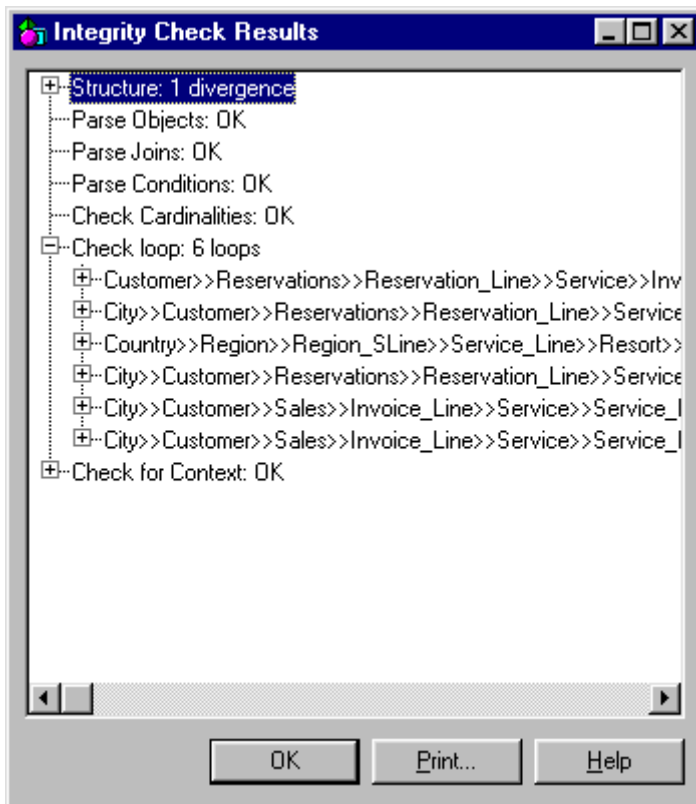 Integrity Check Results
Structure: 1 divergence
Parse Objects: OK
Parse Joins: OK
Parse Conditions: OK
Check Cardinalities: OK
Check loop: 6 loops
Customer>>Reservations>>Reservation_Line>>Service>>Inv
City>>Customer>>Reservations>>Reservation_Line>>Service
Country>>Region>>Region_SLine>>Service_Line>>Resort>>
City>>Customer>>Reservations>>Reservation_Line>>Service
City>>Customer>>Sales>>Invoice_Line>>Service>>Service_
City>>Customer>>Sales>>Invoice_Line>>Service>>Service_
Check for Context: OK
OK Print... Help